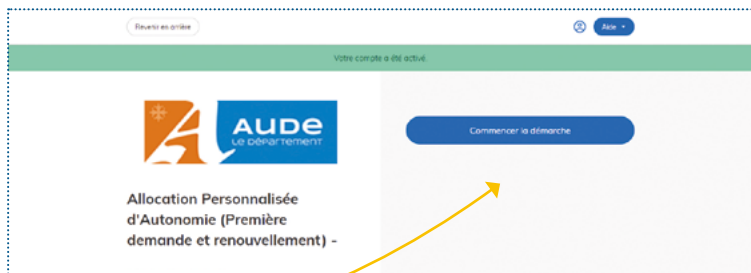 Revenir en arrière
Aide
Votre compte a été activé.
AUDE
LE DÉPARTEMENT
Commencer la démarche
Allocation Personnalisée
d'Autonomie (Première
demande et renouvellement) -